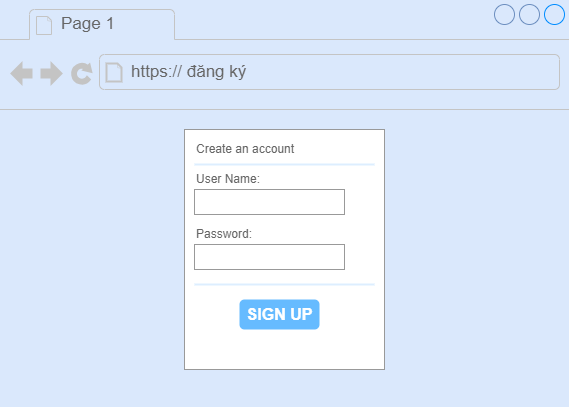 Page 1
https:// đăng ký
Create an account
User Name:
Password:
SIGN UP